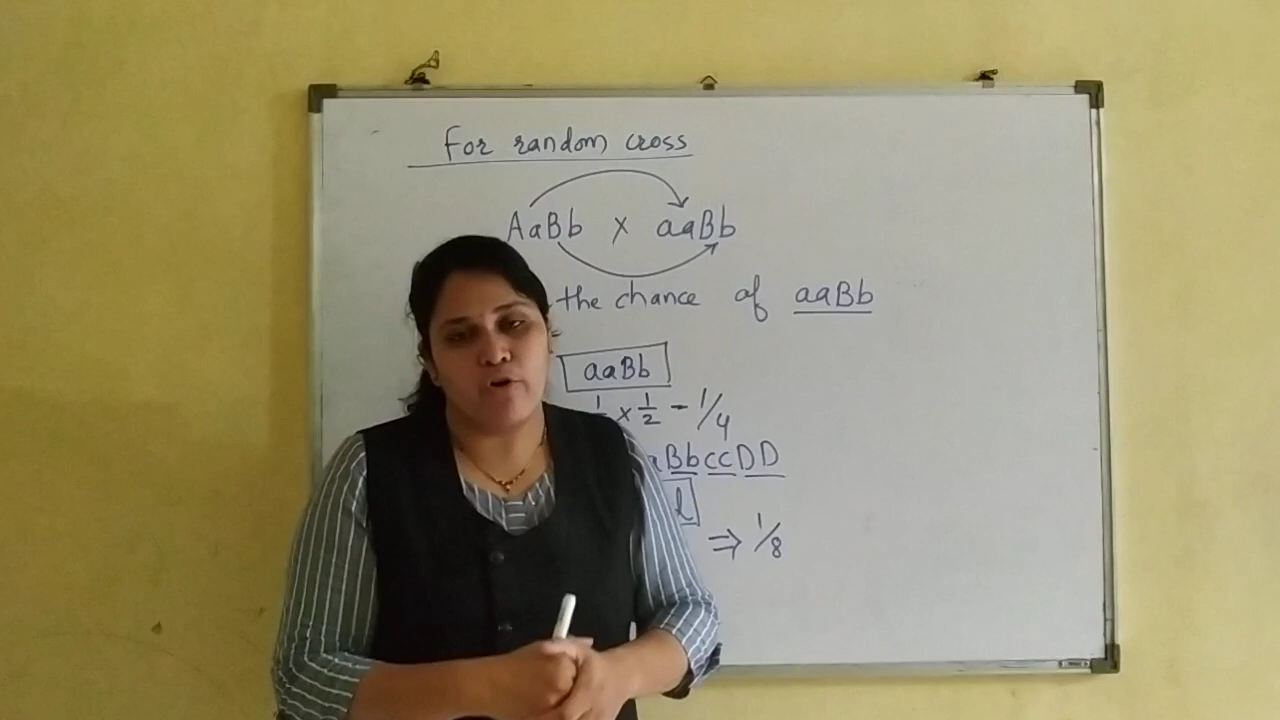 For random cross
AaBb x aaBb
the chance of aaBb
aaBb
x 1/2 - 1/4
aBbccDD
l
⇒ 1/8